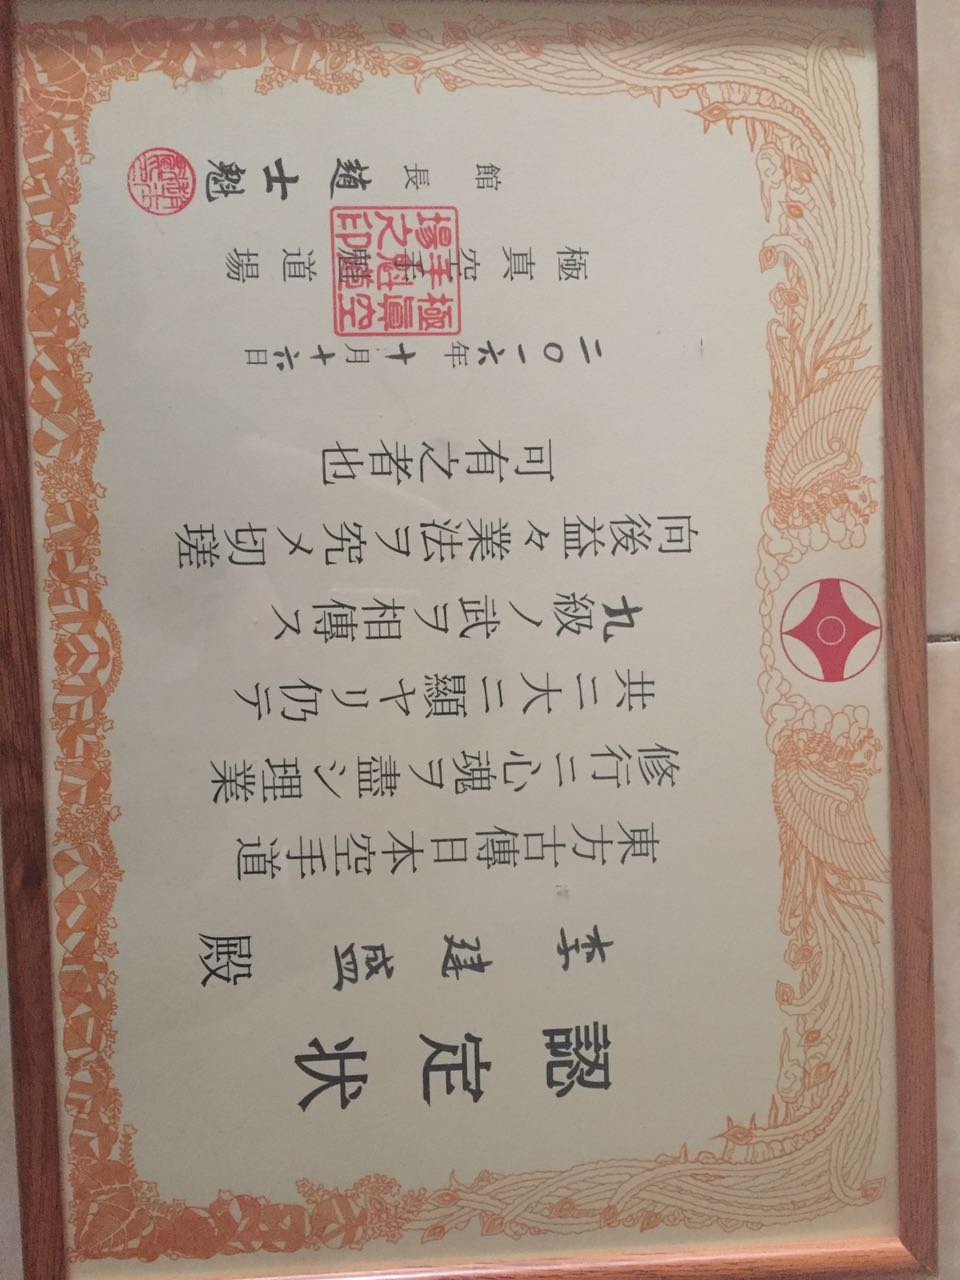 認定状
李建盛殿
東方古傳日本空手道
修行ニ心魂ヲ盡シ理業
共ニ大ニ顯ヤリ仍テ
九級ノ武ヲ相傳ス
向後益々業法ヲ究メ切瑳
可有之者也
二〇一六年十月十六日
極真空手魁道場
館長 趙士魁
極眞空手魁道場之印